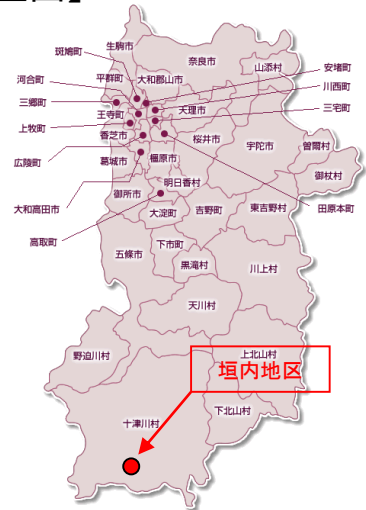 斑鳩町
生駒市
奈良市
山添村
安堵町
河合町
平群町
大和郡山市
川西町
三郷町
王寺町
天理市
三宅町
上牧町
香芝市
桜井市
宇陀市
曽爾村
広陵町
葛城市
橿原市
御杖村
大和高田市
御所市
明日香村
田原本町
高取町
大淀町
吉野町
東吉野村
五條市
下市町
黒滝村
川上村
天川村
野迫川村
上北山村
垣内地区
十津川村
下北山村